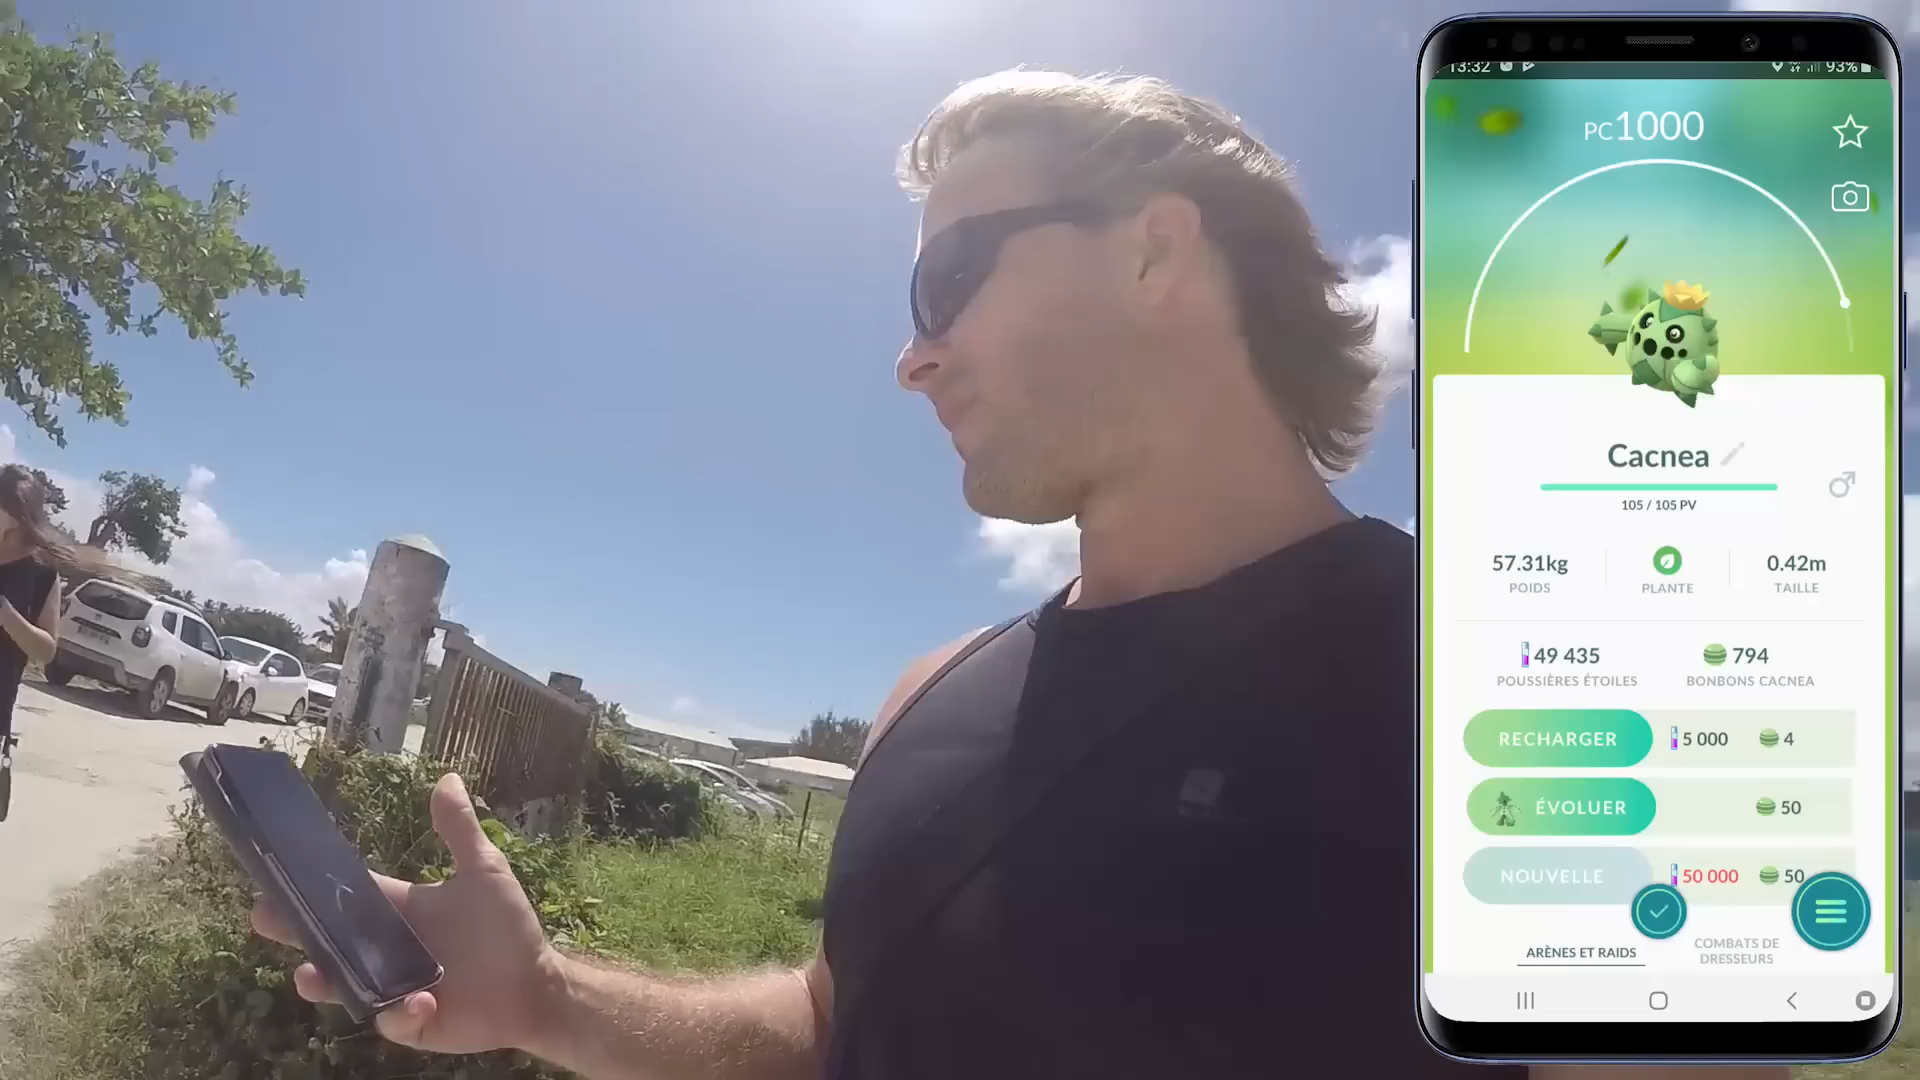 13:32
93%
PC1000
Cacnea
105 / 105 PV
57.31kg
POIDS
PLANTE
0.42m
TAILLE
49 435
POUSSIÈRES ÉTOILES
794
BONBONS CACNEA
RECHARGER
5 000
4
ÉVOLUER
50
NOUVELLE
50 000
50
ARÈNES ET RAIDS
COMBATS DE
DRESSEURS